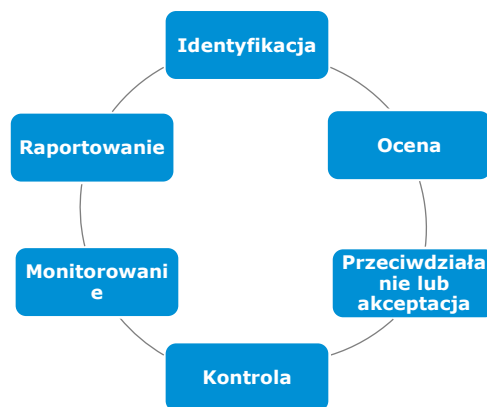 Identyfikacja
Ocena
Przeciwdziała
nie lub
akceptacja
Kontrola
Monitorowani
e
Raportowanie